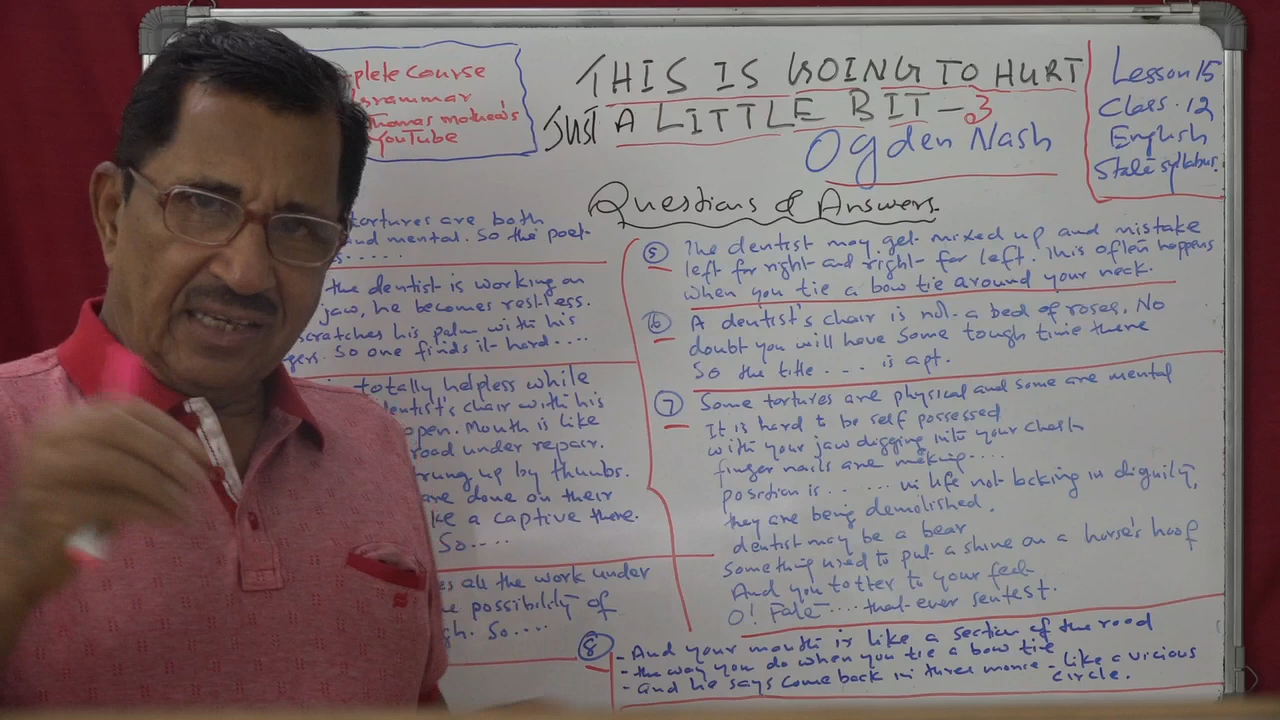 THIS IS GOING TO HURT
JUST A LITTLE BIT - 3
Ogden Nash
Lesson 15
Class. 12
English
State syllabus.
plete Course
grammar
Thomas Mathew's
YouTube
Questions & Answers
tortures are both
nd mental. So the poet
s.....
the dentist is working on
jaw, he becomes restless.
scratches his palm with his
gers. So one finds it hard....
totally helpless while
entist's chair with his
open. Mouth is like
road under repair.
rung up by thumbs.
are done on their
ke a captive there.
So....
es all the work under
e possibility of
gh. So....
5 The dentist may get mixed up and mistake
left for right and right for left. This often happens
when you tie a bow tie around your neck.
6 A dentist's chair is not a bed of roses. No
doubt you will have some tough time there
So the title ... is apt.
7 Some tortures are physical and some are mental
It is hard to be self possessed
with your jaw digging into your chest
finger nails are making....
position is ...... in life not lacking in dignity,
they are being demolished.
dentist may be a bear
Something used to put a shine on a horse's hoof
And you totter to your feet
O! Fate.... that ever sentest.
8 - And your mouth is like a section of the road
- the way you do when you tie a bow tie
- and he says come back in three monce - like a vicious
circle.